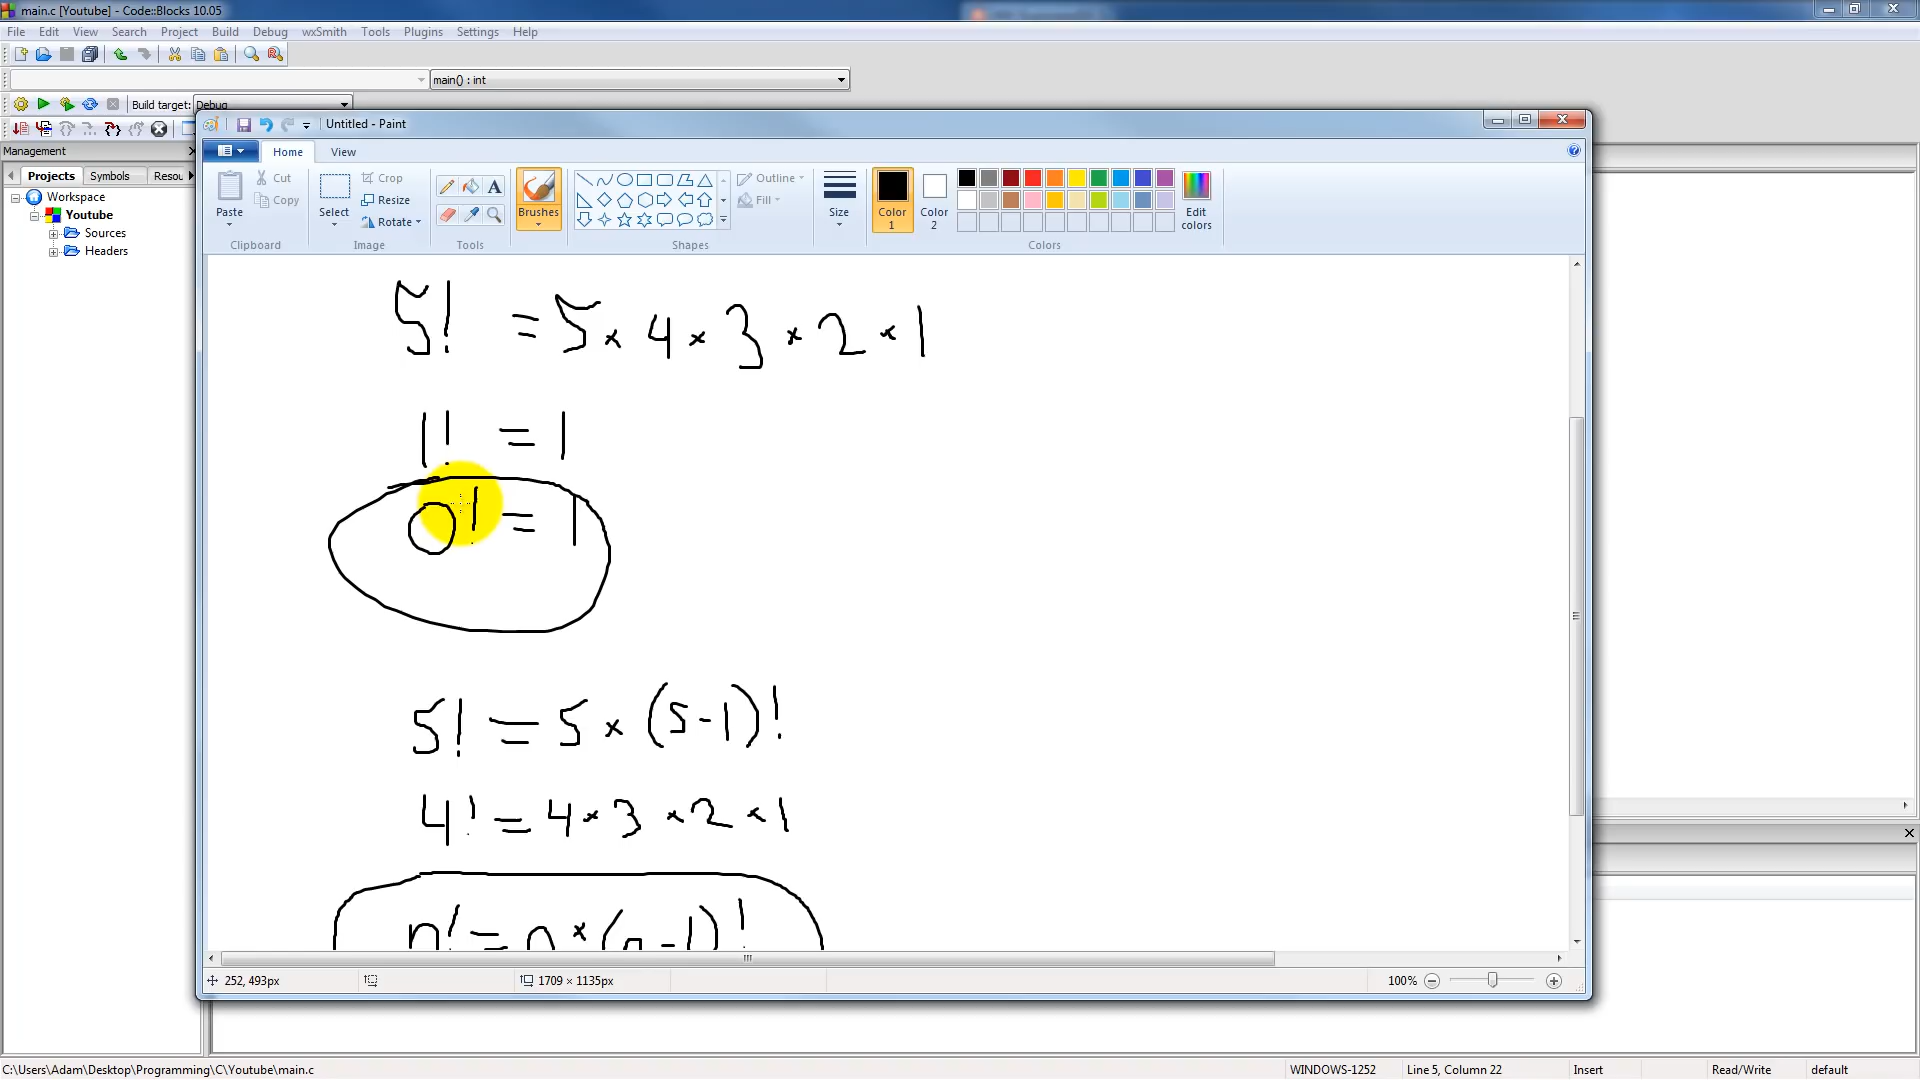 main.c [Youtube] - Code::Blocks 10.05
File Edit View Search Project Build Debug wxSmith Tools Plugins Settings Help
main() : int
Build target: Debug
Untitled - Paint
Management
Home View
Projects Symbols Resou
Cut
Copy
Paste
Crop
Resize
Rotate
Select
Brushes
Outline
Fill
Size
Color 1
Color 2
Edit colors
Clipboard Image Tools Shapes Colors
Workspace
Youtube
Sources
Headers
5! = 5 × 4 × 3 × 2 × 1
1! = 1
0! = 1
5! = 5 × (5-1)!
4! = 4 × 3 × 2 × 1
n! = n × (n-1)!
252, 493px 1709 × 1135px 100%
C:\Users\Adam\Desktop\Programming\C\Youtube\main.c WINDOWS-1252 Line 5, Column 22 Insert Read/Write default